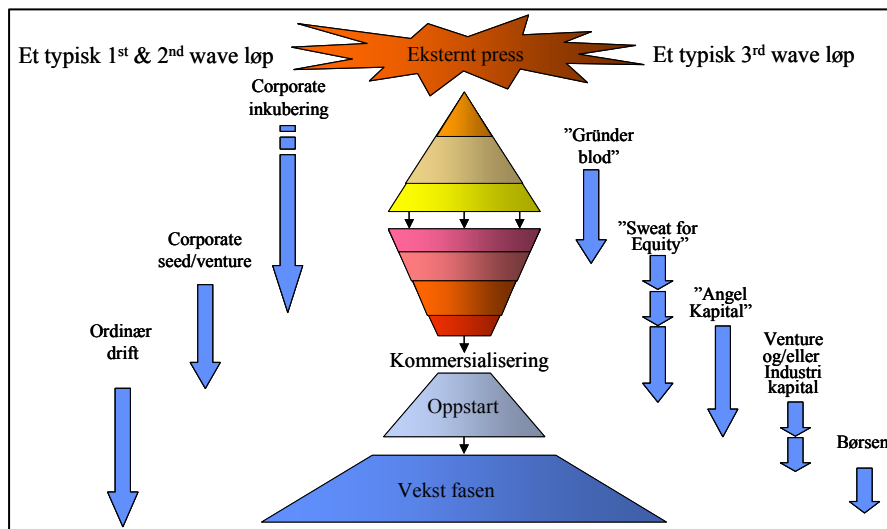 Et typisk 1st & 2nd wave løp
Eksternt press
Et typisk 3rd wave løp
Corporate
inkubering
”Gründer
blod”
Corporate
seed/venture
”Sweat for
Equity”
”Angel
Kapital”
Ordinær
drift
Venture
og/eller
Industri
kapital
Kommersialisering
Oppstart
Børsen
Vekst fasen